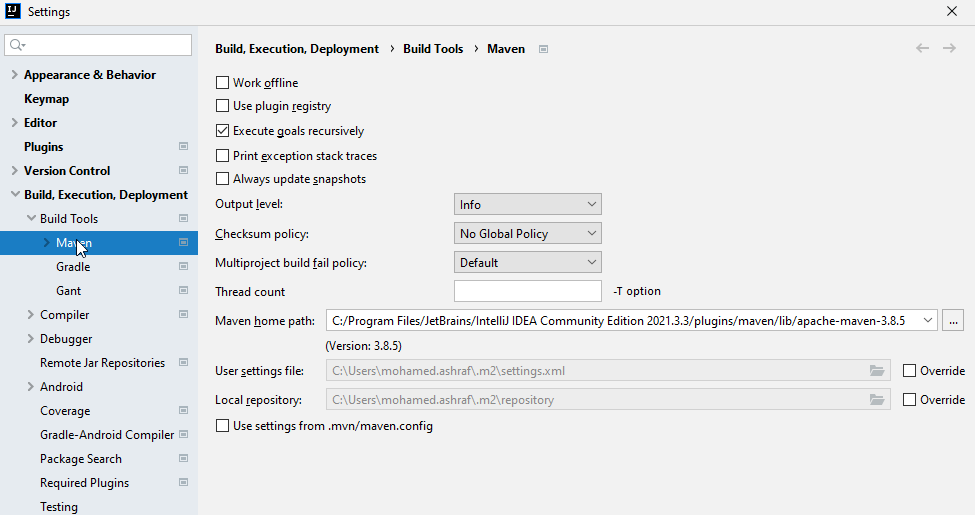 Settings
Appearance & Behavior
Keymap
Editor
Plugins
Version Control
Build, Execution, Deployment
Build Tools
Maven
Gradle
Gant
Compiler
Debugger
Remote Jar Repositories
Android
Coverage
Gradle-Android Compiler
Package Search
Required Plugins
Testing
Build, Execution, Deployment › Build Tools › Maven
Work offline
Use plugin registry
Execute goals recursively
Print exception stack traces
Always update snapshots
Output level: Info
Checksum policy: No Global Policy
Multiproject build fail policy: Default
Thread count -T option
Maven home path: C:/Program Files/JetBrains/IntelliJ IDEA Community Edition 2021.3.3/plugins/maven/lib/apache-maven-3.8.5 ...
(Version: 3.8.5)
User settings file: C:\Users\mohamed.ashraf\.m2\settings.xml Override
Local repository: C:\Users\mohamed.ashraf\.m2\repository Override
Use settings from .mvn/maven.config